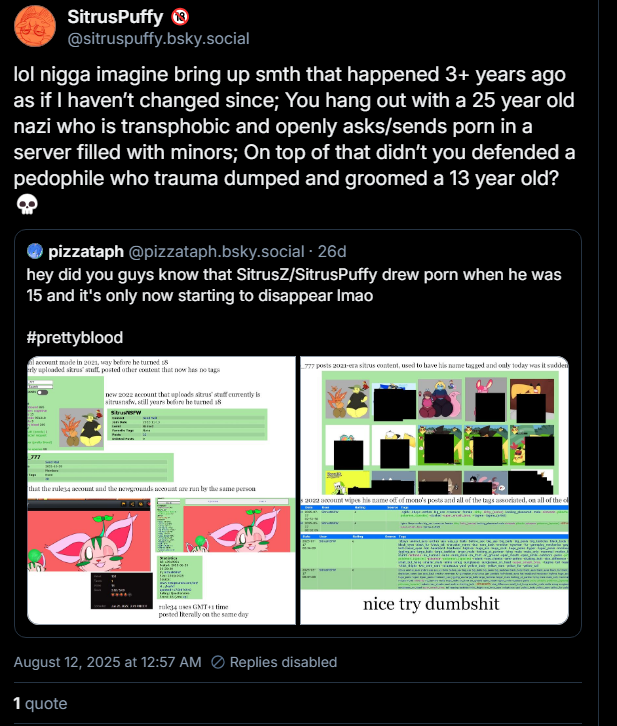 SitrusPuffy 🔞
@sitruspuffy.bsky.social
lol nigga imagine bring up smth that happened 3+ years ago
as if I haven’t changed since; You hang out with a 25 year old
nazi who is transphobic and openly asks/sends porn in a
server filled with minors; On top of that didn’t you defended a
pedophile who trauma dumped and groomed a 13 year old?
💀
pizzataph @pizzataph.bsky.social · 26d
hey did you guys know that SitrusZ/SitrusPuffy drew porn when he was
15 and it's only now starting to disappear lmao
#prettyblood
account made in 2021, way before he turned 18
rly uploaded sitrus' stuff, posted other content that now has no tags
new 2022 account that uploads sitrus' stuff currently is
sitrusnsfw, still years before he turned 18
SitrusNSFW
_777
that the rule34 account and the newgrounds account are run by the same person
rule34 uses GMT+1 time
posted literally on the same day
_777 posts 2021-era sitrus content, used to have his name tagged and only today was it sudden
2022 account wipes his name off of mono's posts and all of the tags associated, on all of the ol
nice try dumbshit
August 12, 2025 at 12:57 AM Replies disabled
1 quote